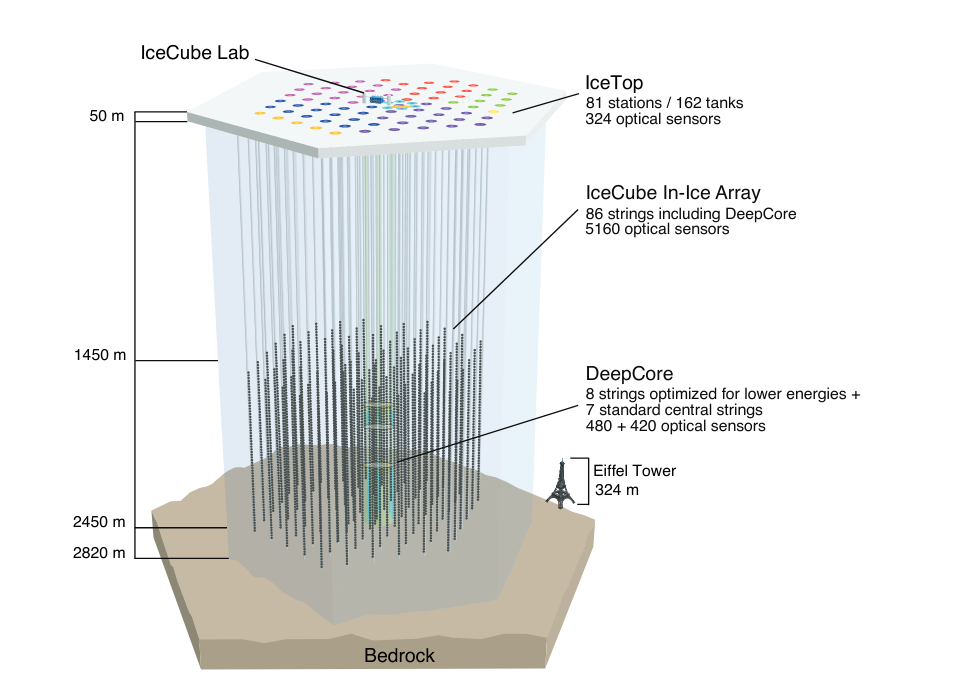 IceCube Lab
50 m
IceTop
81 stations / 162 tanks
324 optical sensors
IceCube In-Ice Array
86 strings including DeepCore
5160 optical sensors
1450 m
DeepCore
8 strings optimized for lower energies +
7 standard central strings
480 + 420 optical sensors
Eiffel Tower
324 m
2450 m
2820 m
Bedrock